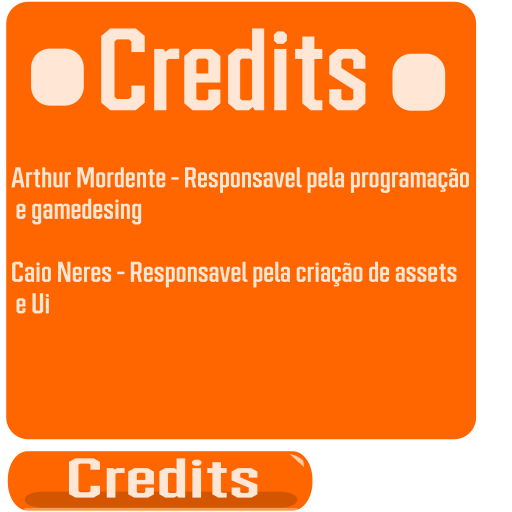 Credits
Arthur Mordente - Responsavel pela programação
e gamedesing
Caio Neres - Responsavel pela criação de assets
e Ui
Credits